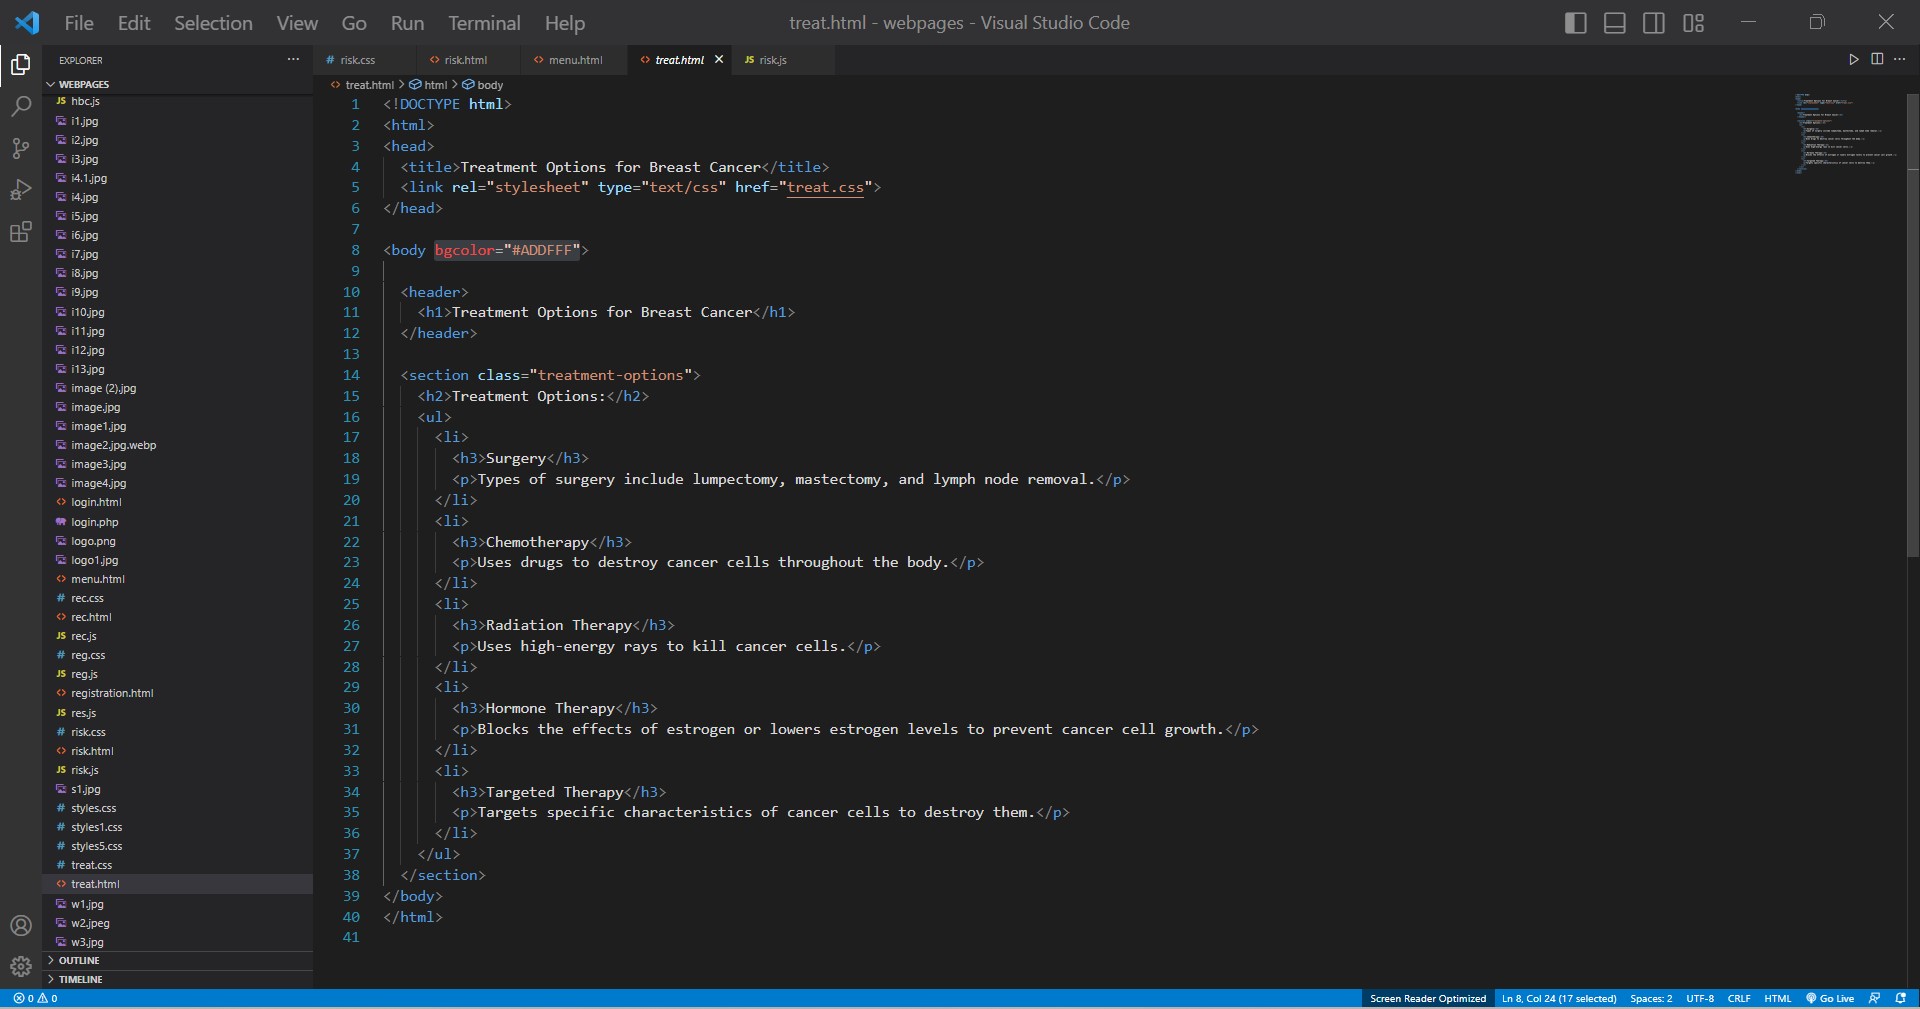 File Edit Selection View Go Run Terminal Help
treat.html - webpages - Visual Studio Code
EXPLORER
WEBPAGES
hbc.js
i1.jpg
i2.jpg
i3.jpg
i4.1.jpg
i4.jpg
i5.jpg
i6.jpg
i7.jpg
i8.jpg
i9.jpg
i10.jpg
i11.jpg
i12.jpg
i13.jpg
image (2).jpg
image.jpg
image1.jpg
image2.jpg.webp
image3.jpg
image4.jpg
login.html
login.php
logo.png
logo1.jpg
menu.html
rec.css
rec.html
rec.js
reg.css
reg.js
registration.html
res.js
risk.css
risk.html
risk.js
s1.jpg
styles.css
styles1.css
styles5.css
treat.css
treat.html
w1.jpg
w2.jpeg
w3.jpg
OUTLINE
TIMELINE
risk.css risk.html menu.html treat.html risk.js
treat.html > html > body
1 <!DOCTYPE html>
2 <html>
3 <head>
4 <title>Treatment Options for Breast Cancer</title>
5 <link rel="stylesheet" type="text/css" href="treat.css">
6 </head>
7
8 <body bgcolor="#ADDFFF">
9
10 <header>
11 <h1>Treatment Options for Breast Cancer</h1>
12 </header>
13
14 <section class="treatment-options">
15 <h2>Treatment Options:</h2>
16 <ul>
17 <li>
18 <h3>Surgery</h3>
19 <p>Types of surgery include lumpectomy, mastectomy, and lymph node removal.</p>
20 </li>
21 <li>
22 <h3>Chemotherapy</h3>
23 <p>Uses drugs to destroy cancer cells throughout the body.</p>
24 </li>
25 <li>
26 <h3>Radiation Therapy</h3>
27 <p>Uses high-energy rays to kill cancer cells.</p>
28 </li>
29 <li>
30 <h3>Hormone Therapy</h3>
31 <p>Blocks the effects of estrogen or lowers estrogen levels to prevent cancer cell growth.</p>
32 </li>
33 <li>
34 <h3>Targeted Therapy</h3>
35 <p>Targets specific characteristics of cancer cells to destroy them.</p>
36 </li>
37 </ul>
38 </section>
39 </body>
40 </html>
41
0 0 Screen Reader Optimized Ln 8, Col 24 (17 selected) Spaces: 2 UTF-8 CRLF HTML Go Live